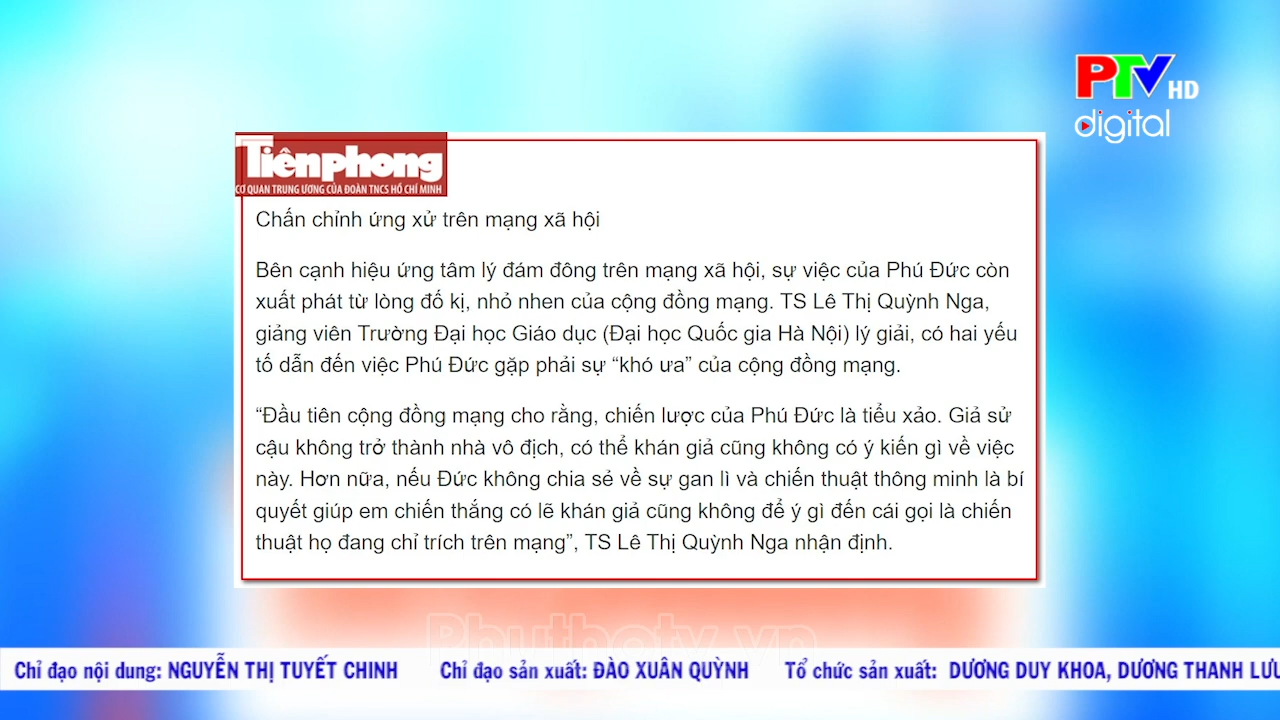 PTV HD
digital
Tiênphong
CƠ QUAN TRUNG ƯƠNG CỦA ĐOÀN TNCS HỒ CHÍ MINH
Chấn chỉnh ứng xử trên mạng xã hội
Bên cạnh hiệu ứng tâm lý đám đông trên mạng xã hội, sự việc của Phú Đức còn
xuất phát từ lòng đố kị, nhỏ nhen của cộng đồng mạng. TS Lê Thị Quỳnh Nga,
giảng viên Trường Đại học Giáo dục (Đại học Quốc gia Hà Nội) lý giải, có hai yếu
tố dẫn đến việc Phú Đức gặp phải sự “khó ưa” của cộng đồng mạng.
“Đầu tiên cộng đồng mạng cho rằng, chiến lược của Phú Đức là tiểu xảo. Giả sử
cậu không trở thành nhà vô địch, có thể khán giả cũng không có ý kiến gì về việc
này. Hơn nữa, nếu Đức không chia sẻ về sự gan lì và chiến thuật thông minh là bí
quyết giúp em chiến thắng có lẽ khán giả cũng không để ý gì đến cái gọi là chiến
thuật họ đang chỉ trích trên mạng”, TS Lê Thị Quỳnh Nga nhận định.
Phuthotv.vn
Chỉ đạo nội dung: NGUYỄN THỊ TUYẾT CHINH Chỉ đạo sản xuất: ĐÀO XUÂN QUỲNH Tổ chức sản xuất: DƯƠNG DUY KHOA, DƯƠNG THANH LƯU